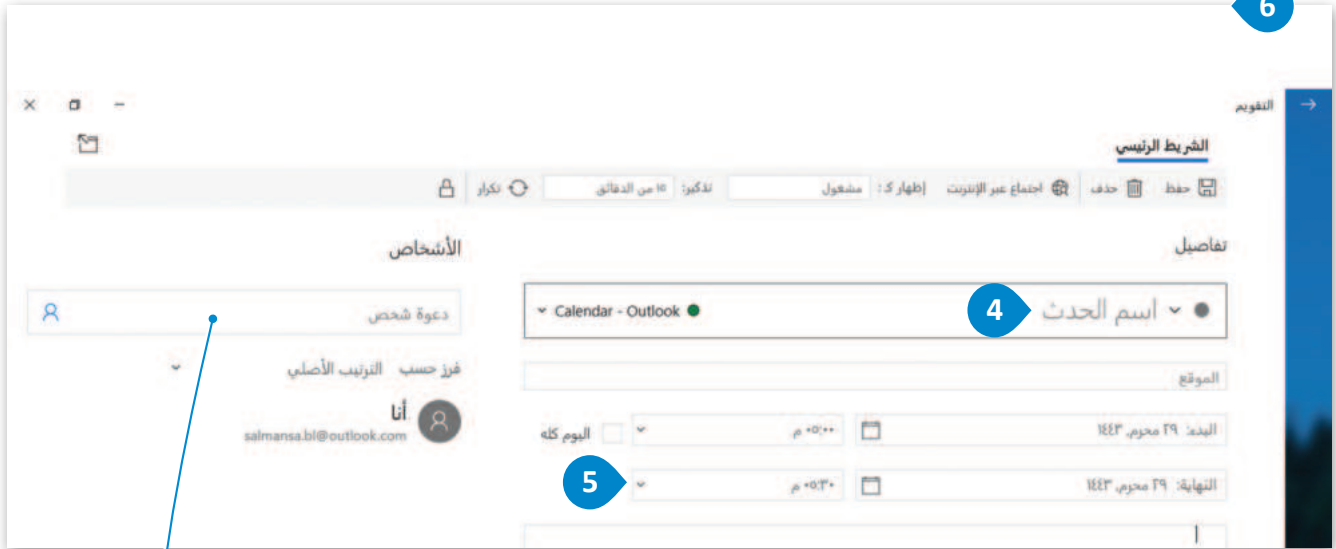 6
التقويم
الشريط الرئيسي
حفظ حذف اجتماع عبر الإنترنت إظهار كـ: مشغول تذكير: ١٥ من الدقائق تكرار
تفاصيل
الأشخاص
4 اسم الحدث Calendar - Outlook
دعوة شخص
الموقع
فرز حسب الترتيب الأصلي
أنا
salmansa.bl@outlook.com
البدء: ٢٩ محرم, ١٤٤٣ ٠٥:٠٠ م اليوم كله
النهاية: ٢٩ محرم, ١٤٤٣ ٠٥:٣٠ م 5